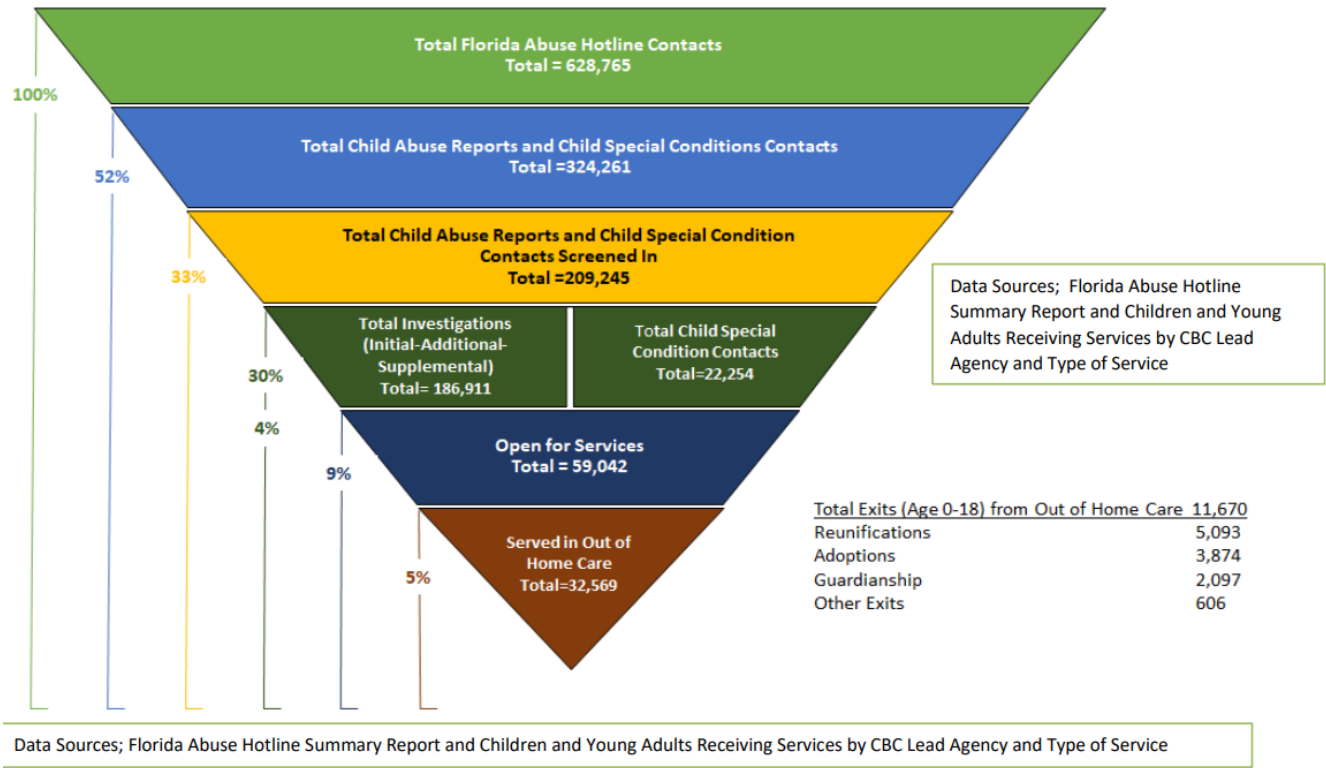 Total Florida Abuse Hotline Contacts
Total = 628,765
100%
Total Child Abuse Reports and Child Special Conditions Contacts
Total =324,261
52%
Total Child Abuse Reports and Child Special Condition
Contacts Screened In
Total =209,245
33%
Total Investigations
(Initial-Additional-
Supplemental)
Total= 186,911
Total Child Special
Condition Contacts
Total=22,254
30%
4%
Open for Services
Total = 59,042
9%
Served in Out of
Home Care
Total=32,569
5%
Data Sources; Florida Abuse Hotline
Summary Report and Children and Young
Adults Receiving Services by CBC Lead
Agency and Type of Service
Total Exits (Age 0-18) from Out of Home Care 11,670
Reunifications 5,093
Adoptions 3,874
Guardianship 2,097
Other Exits 606
Data Sources; Florida Abuse Hotline Summary Report and Children and Young Adults Receiving Services by CBC Lead Agency and Type of Service